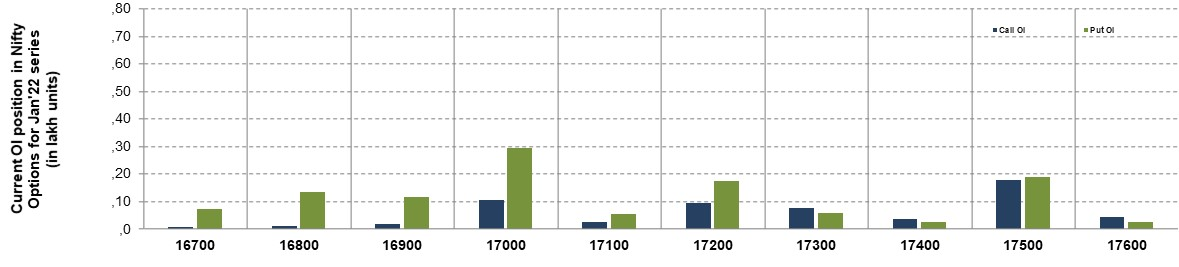 Current OI position in Nifty
Options for Jan'22 series
(in lakh units)
,80
,70
,60
,50
,40
,30
,20
,10
,0
Call OI Put OI
16700 16800 16900 17000 17100 17200 17300 17400 17500 17600